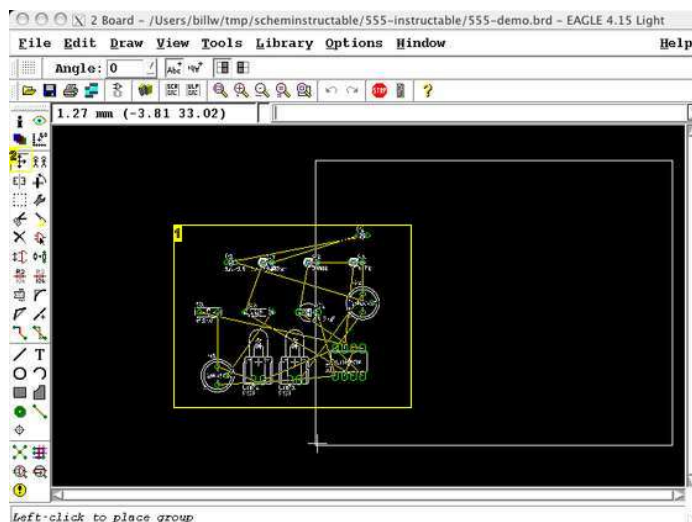 2 Board - /Users/billw/tmp/scheminstructable/555-instructable/555-demo.brd - EAGLE 4.15 Light
File Edit Draw View Tools Library Options Window Help
Angle: 0
STOP
1.27 mm (-3.81 33.02)
2
1
T
Left-click to place group